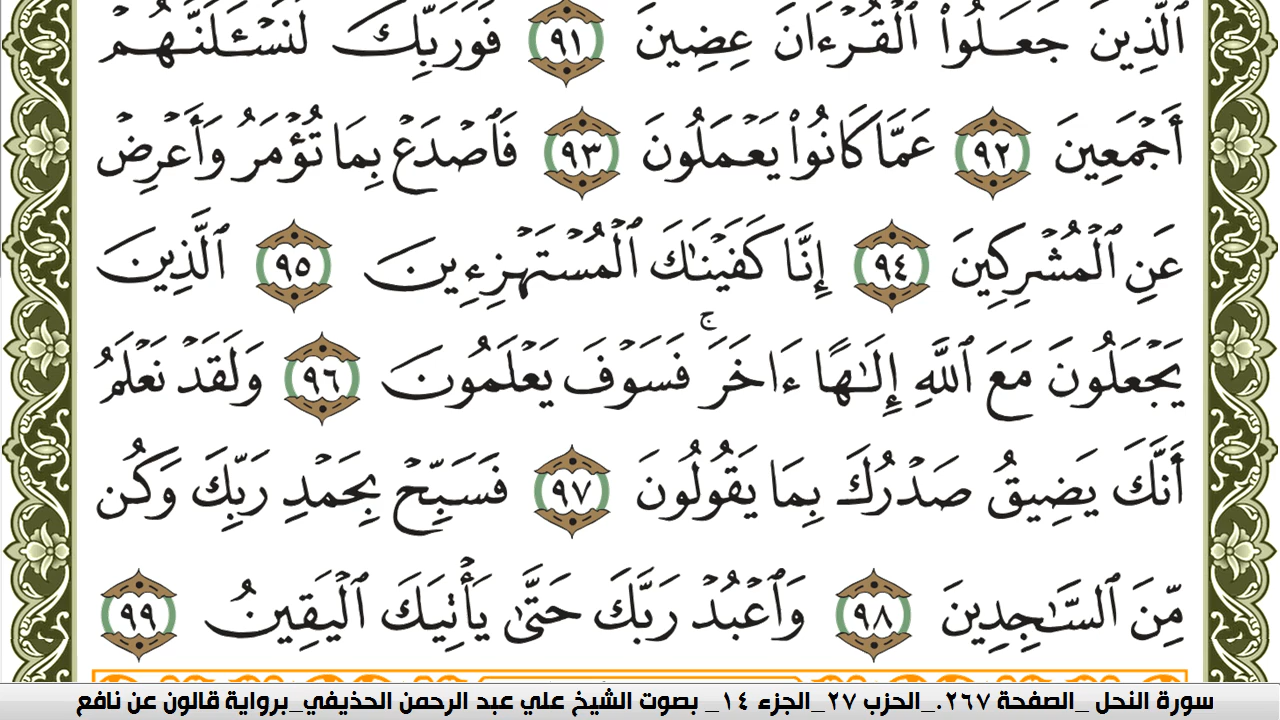 ٱلَّذِينَ جَعَلُواْ ٱلۡقُرۡءَانَ عِضِينَ ٩١ فَوَرَبِّكَ لَنَسۡـَٔلَنَّهُمۡ
أَجۡمَعِينَ ٩٢ عَمَّا كَانُواْ يَعۡمَلُونَ ٩٣ فَٱصۡدَعۡ بِمَا تُؤۡمَرُ وَأَعۡرِضۡ
عَنِ ٱلۡمُشۡرِكِينَ ٩٤ إِنَّا كَفَيۡنَٰكَ ٱلۡمُسۡتَهۡزِءِينَ ٩٥ ٱلَّذِينَ
يَجۡعَلُونَ مَعَ ٱللَّهِ إِلَٰهًا ءَاخَرَۚ فَسَوۡفَ يَعۡلَمُونَ ٩٦ وَلَقَدۡ نَعۡلَمُ
أَنَّكَ يَضِيقُ صَدۡرُكَ بِمَا يَقُولُونَ ٩٧ فَسَبِّحۡ بِحَمۡدِ رَبِّكَ وَكُن
مِّنَ ٱلسَّٰجِدِينَ ٩٨ وَٱعۡبُدۡ رَبَّكَ حَتَّىٰ يَأۡتِيَكَ ٱلۡيَقِينُ ٩٩
سورة النحل _الصفحة ٢٦٧._الحزب ٢٧_الجزء ١٤_ بصوت الشيخ علي عبد الرحمن الحذيفي_برواية قالون عن نافع